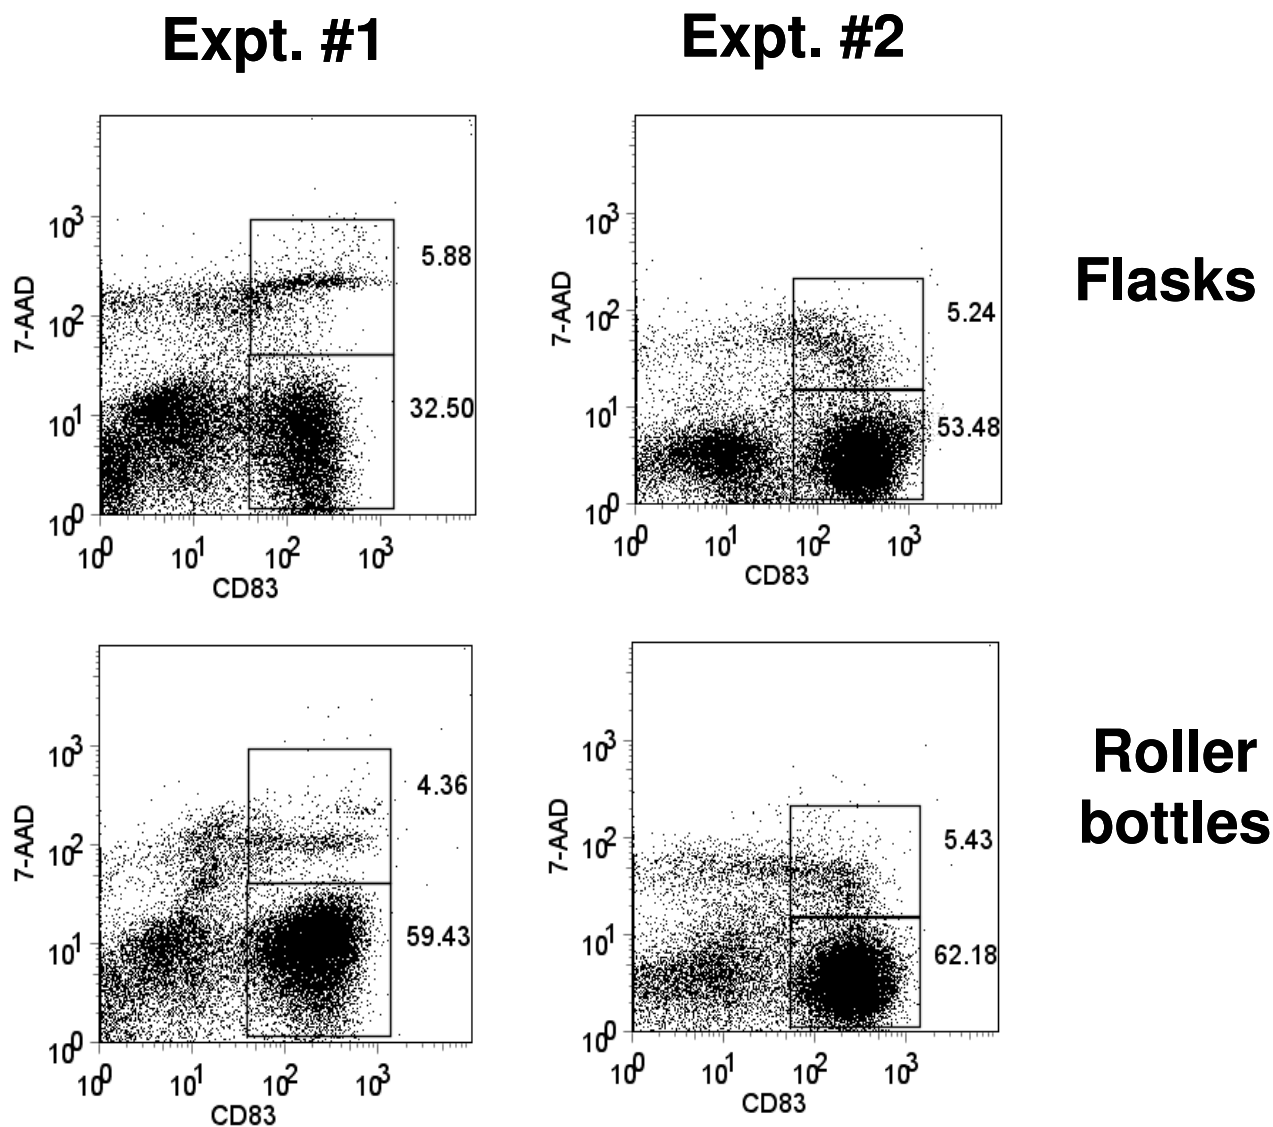 Expt. #1
Expt. #2
10³
10²
10¹
10⁰
7-AAD
5.88
32.50
10⁰ 10¹ 10² 10³
CD83
10³
10²
10¹
10⁰
7-AAD
5.24
53.48
10⁰ 10¹ 10² 10³
CD83
Flasks
10³
10²
10¹
10⁰
7-AAD
4.36
59.43
10⁰ 10¹ 10² 10³
CD83
10³
10²
10¹
10⁰
7-AAD
5.43
62.18
10⁰ 10¹ 10² 10³
CD83
Roller
bottles